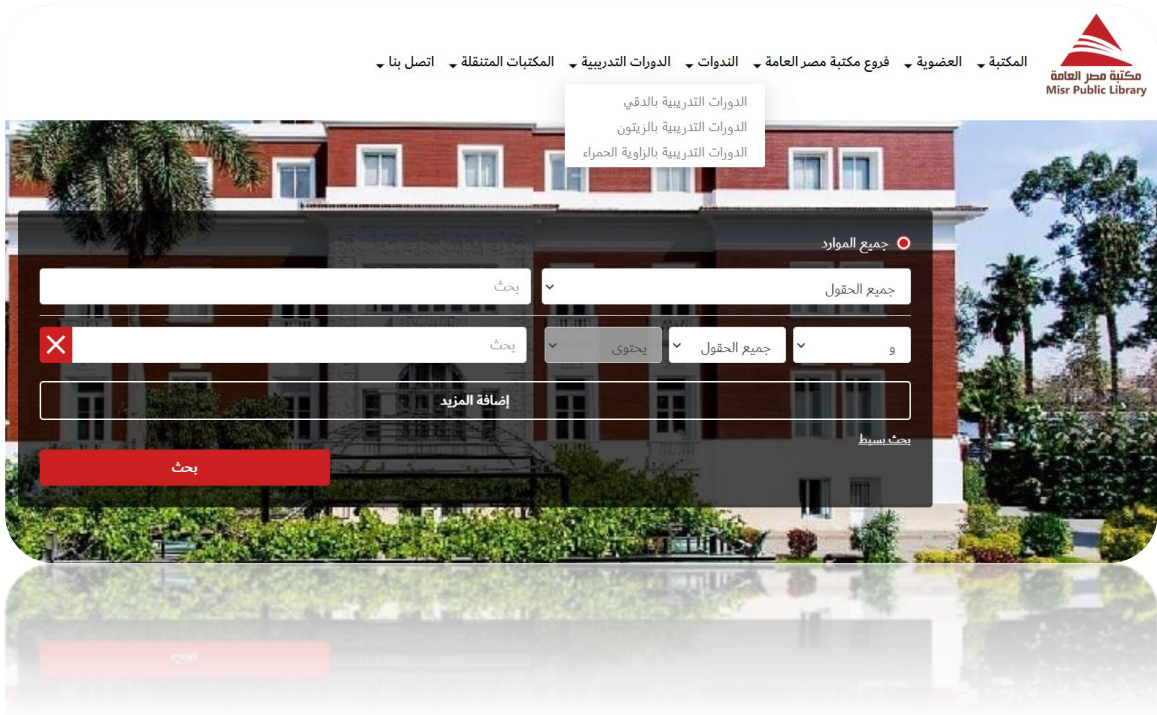 مكتبة مصر العامة
Misr Public Library
المكتبة العضوية فروع مكتبة مصر العامة الندوات الدورات التدريبية المكتبات المتنقلة اتصل بنا
الدورات التدريبية بالدقي
الدورات التدريبية بالزيتون
الدورات التدريبية بالزاوية الحمراء
جميع الموارد
جميع الحقول بحث
و جميع الحقول يحتوى بحث
إضافة المزيد
بحث بسيط
بحث